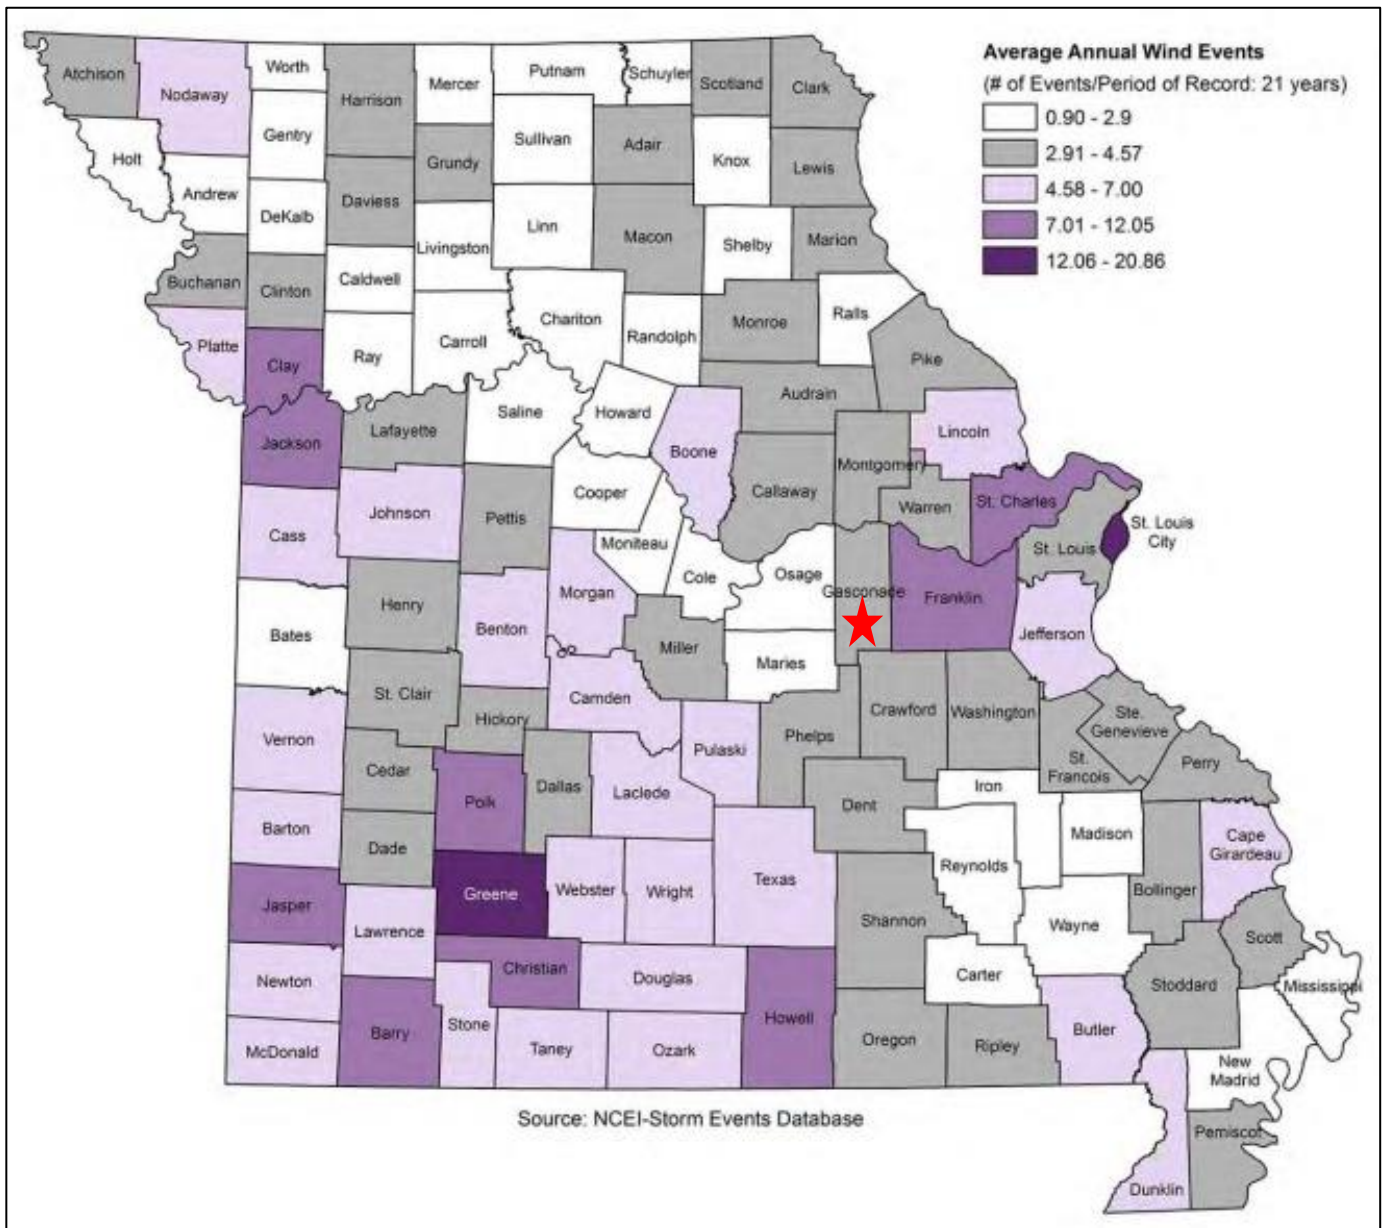 Average Annual Wind Events
(# of Events/Period of Record: 21 years)
0.90 - 2.9
2.91 - 4.57
4.58 - 7.00
7.01 - 12.05
12.06 - 20.86
Atchison
Nodaway
Worth
Harrison
Mercer
Putnam
Schuyler
Scotland
Clark
Holt
Gentry
Grundy
Sullivan
Adair
Knox
Lewis
Andrew
DeKalb
Daviess
Livingston
Linn
Macon
Shelby
Marion
Buchanan
Clinton
Caldwell
Chariton
Randolph
Monroe
Ralls
Platte
Clay
Ray
Carroll
Audrain
Pike
Jackson
Lafayette
Saline
Howard
Boone
Lincoln
Callaway
Montgomery
Warren
St. Charles
Cass
Johnson
Pettis
Cooper
Moniteau
Cole
Osage
Gasconade
Franklin
St. Louis
St. Louis
City
Bates
Henry
Benton
Morgan
Miller
Maries
Jefferson
St. Clair
Hickory
Camden
Pulaski
Phelps
Crawford
Washington
St.
Francois
Ste.
Genevieve
Perry
Vernon
Cedar
Polk
Dallas
Laclede
Dent
Iron
Madison
Cape
Girardeau
Barton
Dade
Greene
Webster
Wright
Texas
Reynolds
Bollinger
Jasper
Lawrence
Christian
Douglas
Shannon
Wayne
Scott
Mississippi
Newton
Barry
Stone
Howell
Carter
Stoddard
McDonald
Taney
Ozark
Oregon
Ripley
Butler
New
Madrid
Pemiscot
Dunklin
Source: NCEI-Storm Events Database